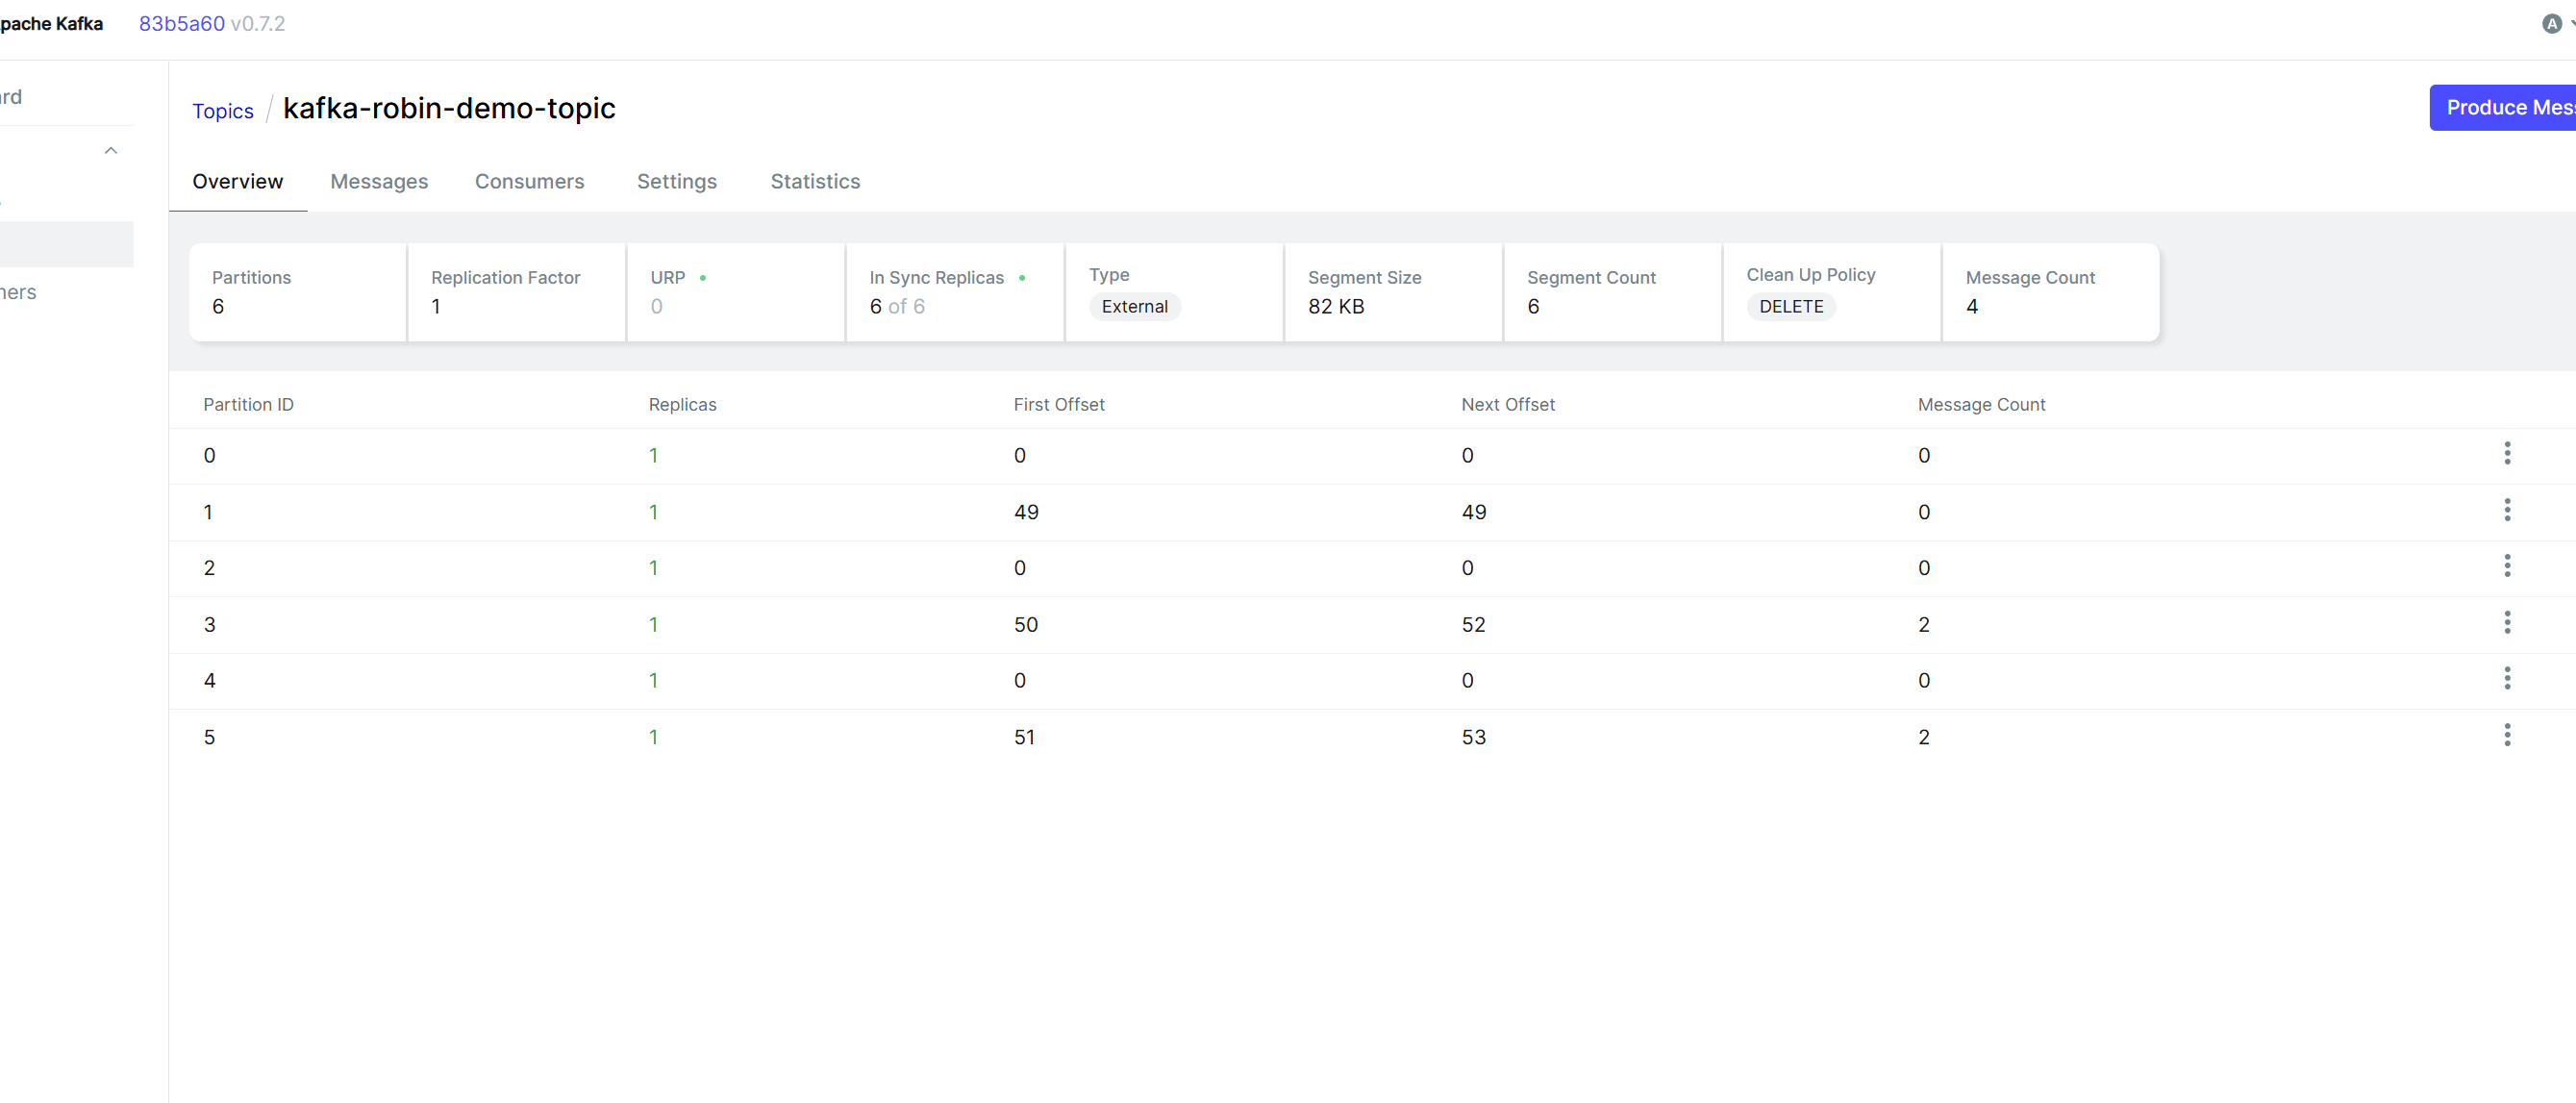 pache Kafka 83b5a60 v0.7.2 A
rd
Topics / kafka-robin-demo-topic Produce Mes
Overview Messages Consumers Settings Statistics
ners
Partitions Replication Factor URP In Sync Replicas Type Segment Size Segment Count Clean Up Policy Message Count
6 1 0 6 of 6 External 82 KB 6 DELETE 4
Partition ID Replicas First Offset Next Offset Message Count
0 1 0 0 0
1 1 49 49 0
2 1 0 0 0
3 1 50 52 2
4 1 0 0 0
5 1 51 53 2